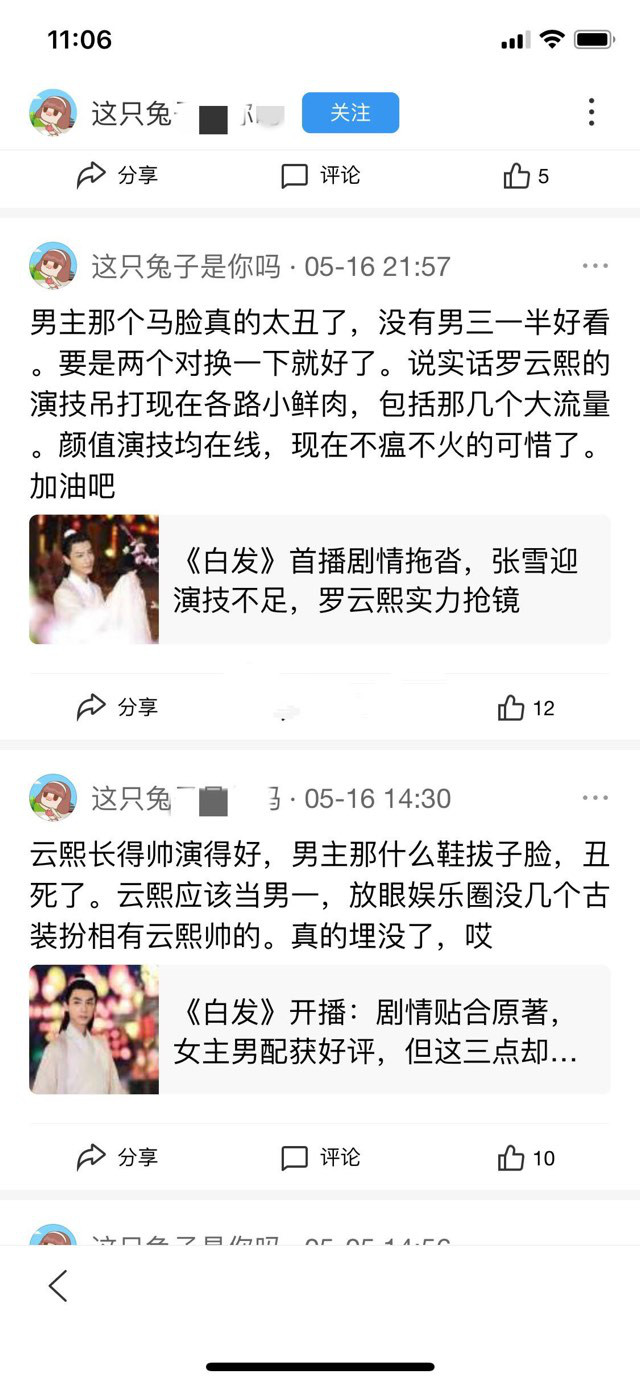 11:06
这只兔
关注
分享
评论
5
这只兔子是你吗 · 05-16 21:57
男主那个马脸真的太丑了，没有男三一半好看
。要是两个对换一下就好了。说实话罗云熙的
演技吊打现在各路小鲜肉，包括那几个大流量
。颜值演技均在线，现在不瘟不火的可惜了。
加油吧
《白发》首播剧情拖沓，张雪迎
演技不足，罗云熙实力抢镜
分享
12
这只兔 · 05-16 14:30
云熙长得帅演得好，男主那什么鞋拔子脸，丑
死了。云熙应该当男一，放眼娱乐圈没几个古
装扮相有云熙帅的。真的埋没了，哎
《白发》开播：剧情贴合原著，
女主男配获好评，但这三点却...
分享
评论
10